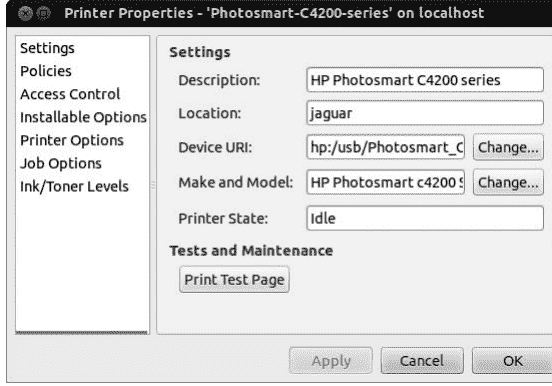 Printer Properties - 'Photosmart-C4200-series' on localhost
Settings
Policies
Access Control
Installable Options
Printer Options
Job Options
Ink/Toner Levels
Settings
Description: HP Photosmart C4200 series
Location: jaguar
Device URI: hp:/usb/Photosmart_C Change...
Make and Model: HP Photosmart c4200 S Change...
Printer State: Idle
Tests and Maintenance
Print Test Page
Apply Cancel OK